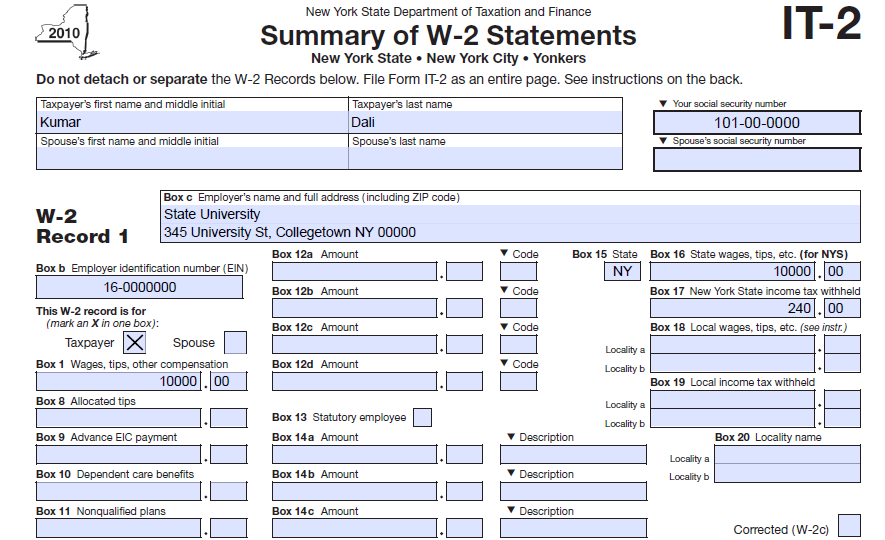 New York State Department of Taxation and Finance
2010
Summary of W-2 Statements
IT-2
New York State • New York City • Yonkers
Do not detach or separate the W-2 Records below. File Form IT-2 as an entire page. See instructions on the back.
Taxpayer's first name and middle initial Taxpayer's last name ▼ Your social security number
Kumar Dali 101-00-0000
Spouse's first name and middle initial Spouse's last name ▼ Spouse's social security number
Box c Employer's name and full address (including ZIP code)
W-2 Record 1
State University
345 University St, Collegetown NY 00000
Box 12a Amount ▼ Code Box 15 State Box 16 State wages, tips, etc. (for NYS)
Box b Employer identification number (EIN) NY 10000 . 00
16-0000000
Box 12b Amount ▼ Code Box 17 New York State income tax withheld
This W-2 record is for 240 . 00
(mark an X in one box):
Box 12c Amount ▼ Code Box 18 Local wages, tips, etc. (see instr.)
Taxpayer X Spouse Locality a .
Box 1 Wages, tips, other compensation Box 12d Amount ▼ Code Locality b .
10000 . 00 Box 19 Local income tax withheld
Box 8 Allocated tips Locality a .
Box 13 Statutory employee Locality b .
Box 9 Advance EIC payment Box 14a Amount ▼ Description Box 20 Locality name
Locality a
Box 10 Dependent care benefits Box 14b Amount ▼ Description Locality b
Box 11 Nonqualified plans Box 14c Amount ▼ Description
Corrected (W-2c)